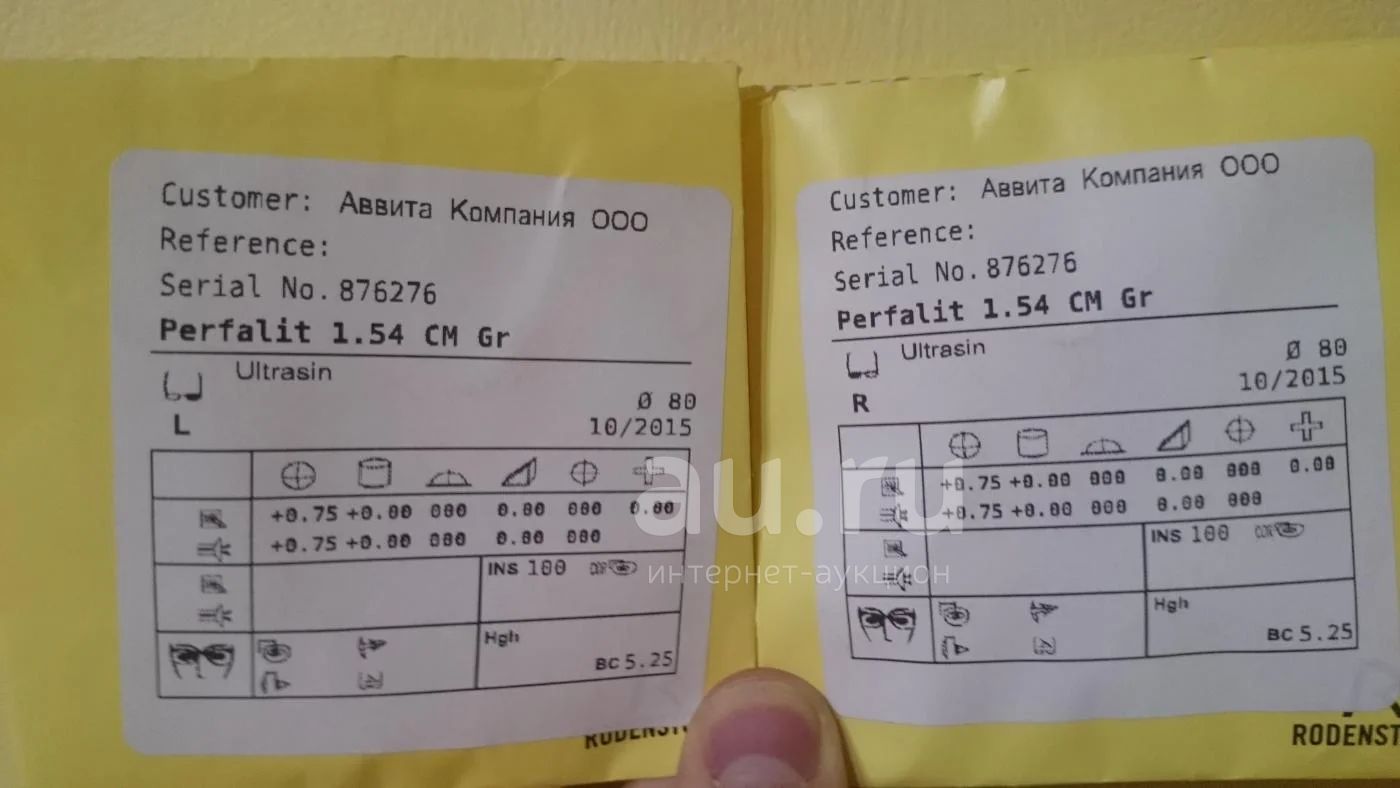 Customer: Аввита Компания ООО
Reference:
Serial No. 876276
Perfalit 1.54 CM Gr
Ultrasin
Ø 80
L
10/2015
+0.75 +0.00 000 0.00 000 0.00
+0.75 +0.00 000 0.00 000
INS 100
Hgh
BC 5.25
Customer: Аввита Компания ООО
Reference:
Serial No. 876276
Perfalit 1.54 CM Gr
Ultrasin
Ø 80
R
10/2015
+0.75 +0.00 000 0.00 000 0.00
+0.75 +0.00 000 0.00 000
INS 100
Hgh
BC 5.25
RODENST
au.ru
интернет-аукцион